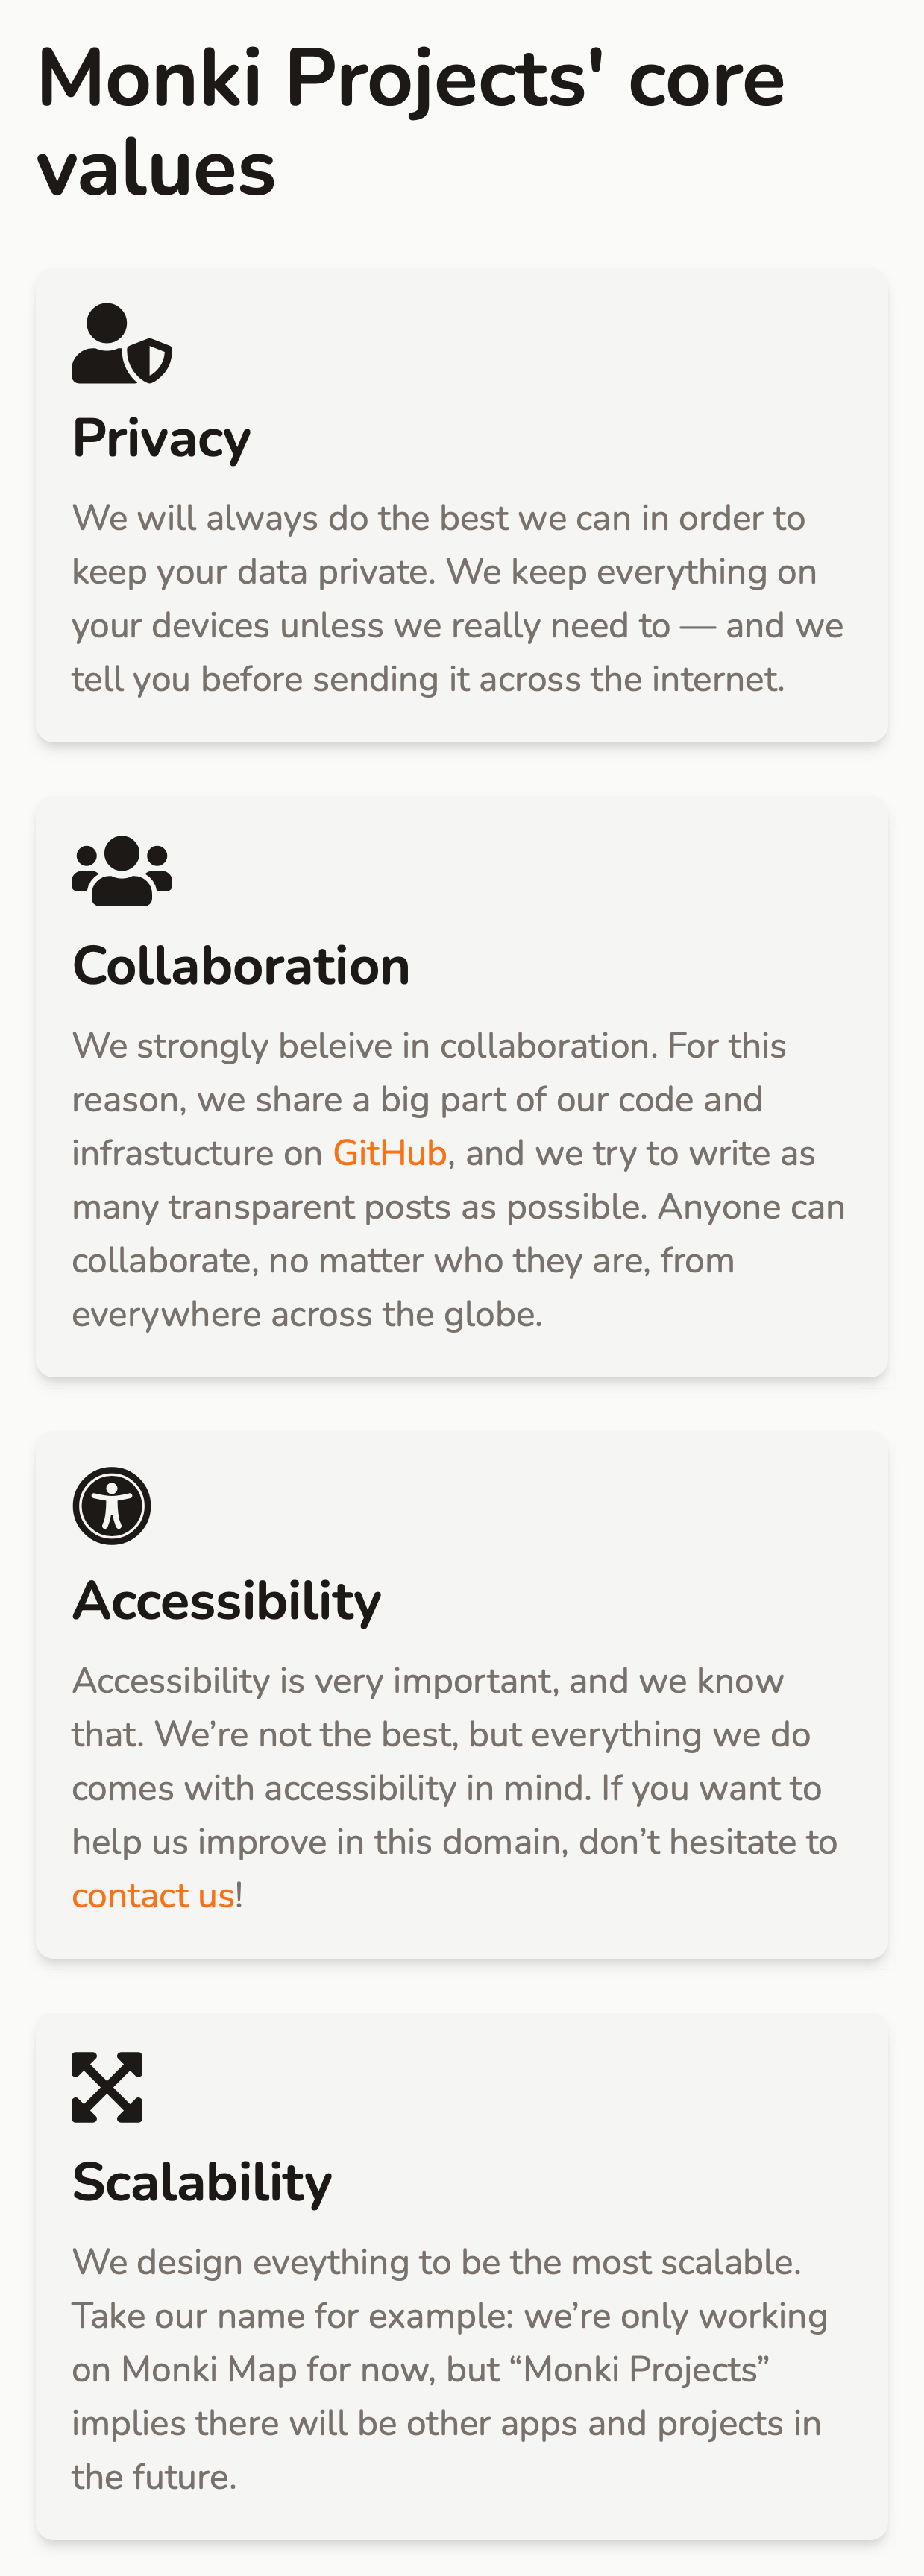 Monki Projects' core
values
Privacy
We will always do the best we can in order to
keep your data private. We keep everything on
your devices unless we really need to — and we
tell you before sending it across the internet.
Collaboration
We strongly beleive in collaboration. For this
reason, we share a big part of our code and
infrastucture on GitHub, and we try to write as
many transparent posts as possible. Anyone can
collaborate, no matter who they are, from
everywhere across the globe.
Accessibility
Accessibility is very important, and we know
that. We’re not the best, but everything we do
comes with accessibility in mind. If you want to
help us improve in this domain, don’t hesitate to
contact us!
Scalability
We design eveything to be the most scalable.
Take our name for example: we’re only working
on Monki Map for now, but “Monki Projects”
implies there will be other apps and projects in
the future.